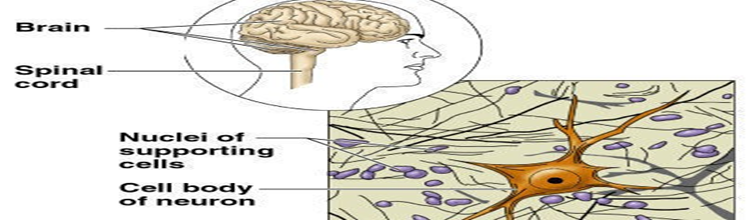 Brain
Spinal
cord
Nuclei of
supporting
cells
Cell body
of neuron